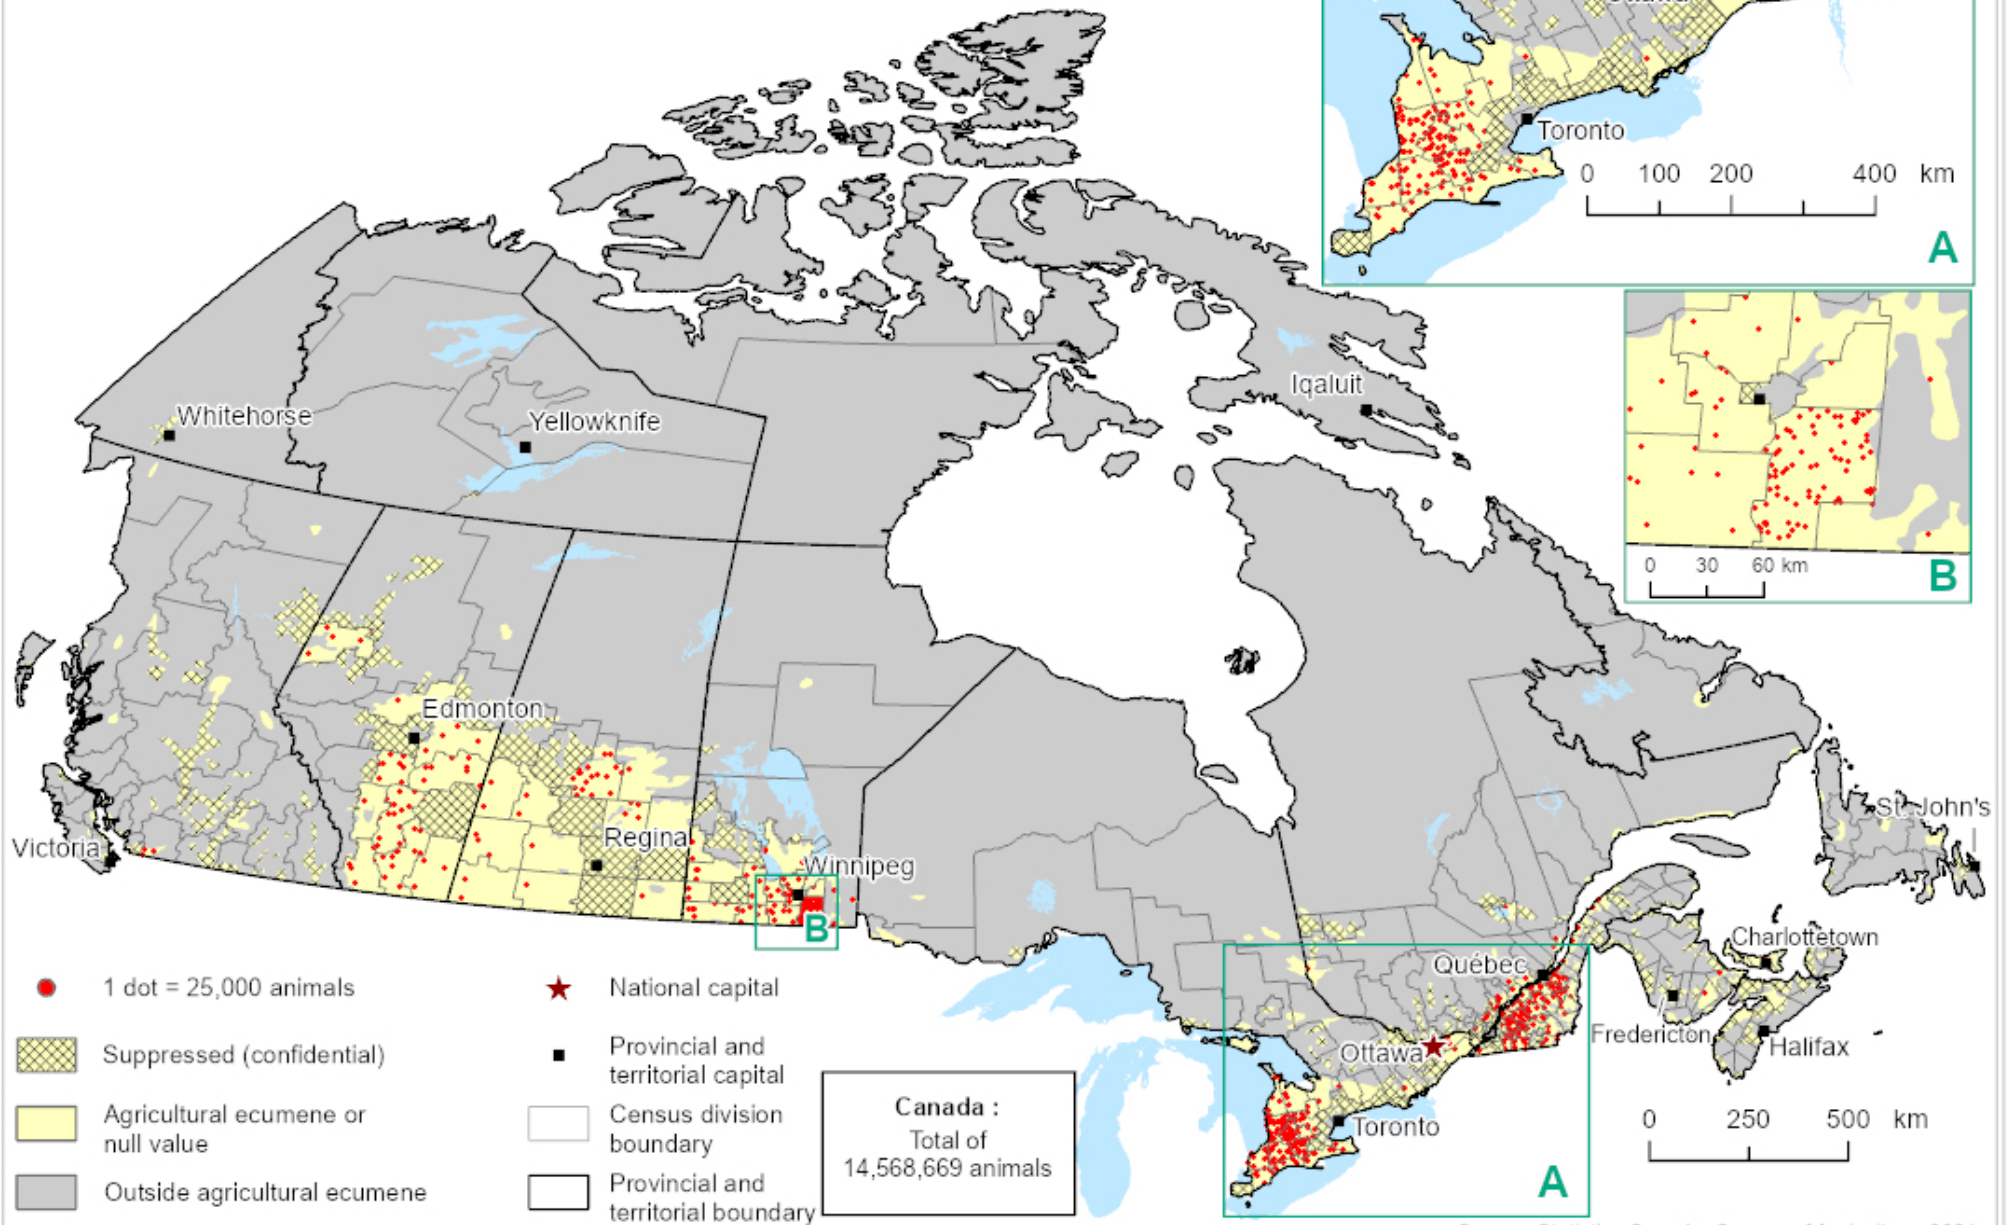 Toronto
0 100 200 400 km
A
Iqaluit
Whitehorse
Yellowknife
0 30 60 km
B
Edmonton
Regina
Victoria
Winnipeg
B
St. John's
Charlottetown
Québec
Fredericton
Halifax
Ottawa
Toronto
A
0 250 500 km
1 dot = 25,000 animals
Suppressed (confidential)
Agricultural ecumene or
null value
Outside agricultural ecumene
National capital
Provincial and
territorial capital
Census division
boundary
Provincial and
territorial boundary
Canada :
Total of
14,568,669 animals